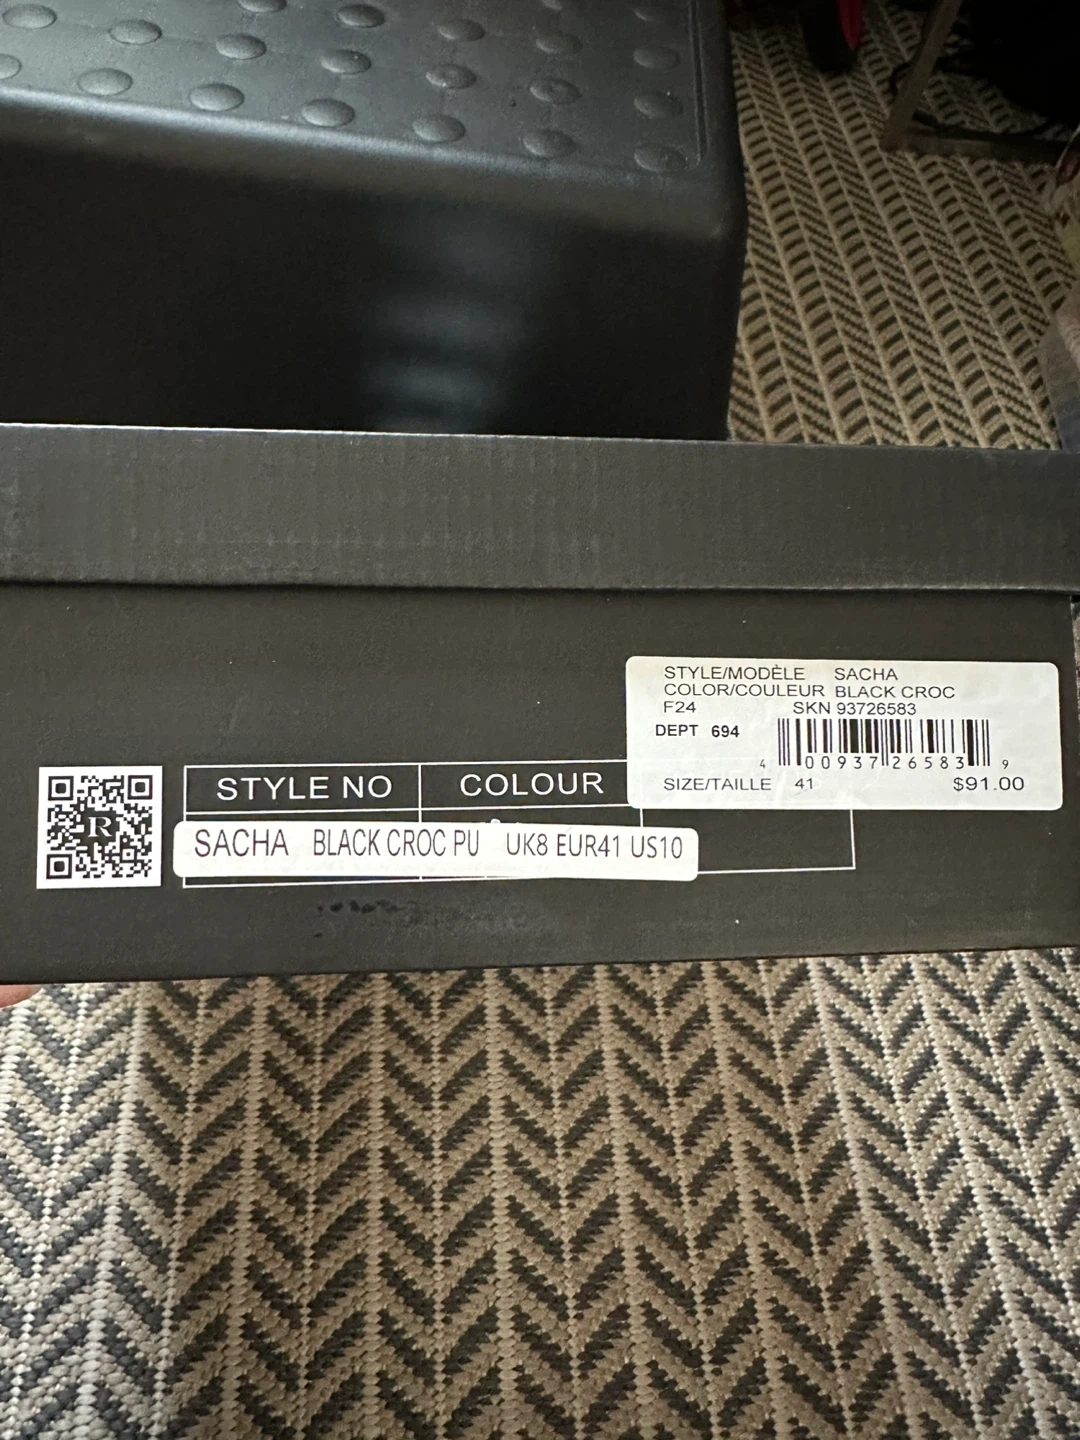 STYLE/MODÈLE SACHA
COLOR/COULEUR BLACK CROC
F24 SKN 93726583
DEPT 694
4 00937 26583 9
SIZE/TAILLE 41 $91.00
STYLE NO COLOUR
R
SACHA BLACK CROC PU UK8 EUR41 US10